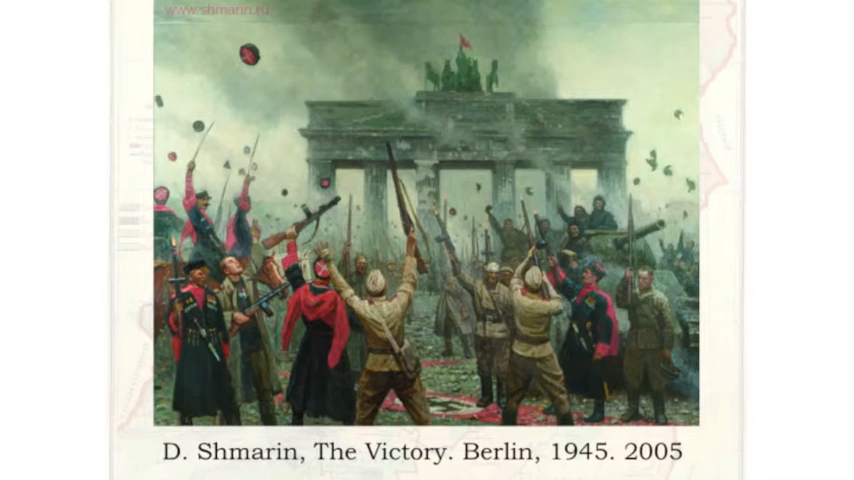 www.shmarin.ru
D. Shmarin, The Victory. Berlin, 1945. 2005